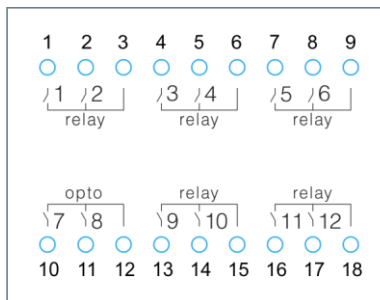 1 2 3 4 5 6 7 8 9
1 2 3 4 5 6
relay relay relay
opto relay relay
7 8 9 10 11 12
10 11 12 13 14 15 16 17 18